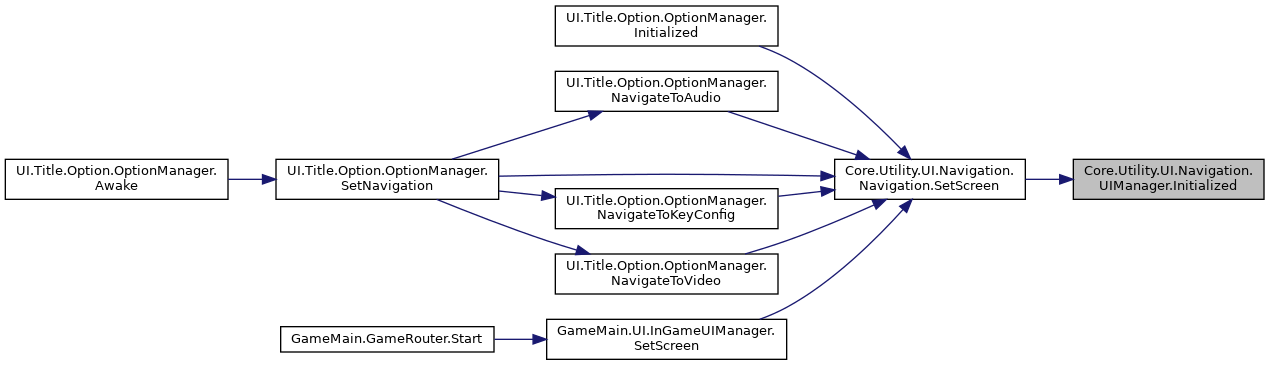 UI.Title.Option.OptionManager.
Initialized
UI.Title.Option.OptionManager.
NavigateToAudio
UI.Title.Option.OptionManager.
Awake
UI.Title.Option.OptionManager.
SetNavigation
Core.Utility.UI.Navigation.
Navigation.SetScreen
Core.Utility.UI.Navigation.
UIManager.Initialized
UI.Title.Option.OptionManager.
NavigateToKeyConfig
UI.Title.Option.OptionManager.
NavigateToVideo
GameMain.GameRouter.Start
GameMain.UI.InGameUIManager.
SetScreen